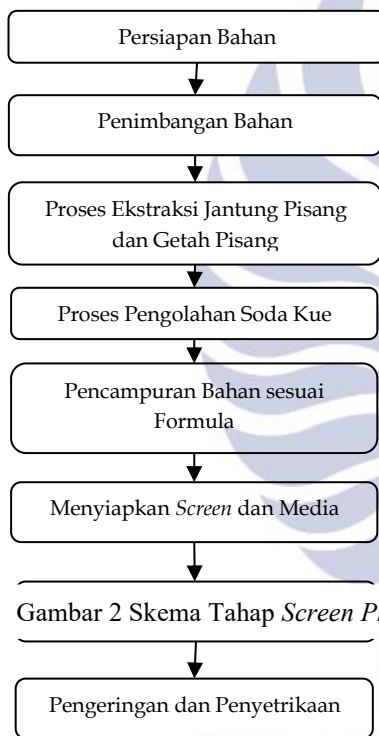 Persiapan Bahan
Penimbangan Bahan
Proses Ekstraksi Jantung Pisang
dan Getah Pisang
Proses Pengolahan Soda Kue
Pencampuran Bahan sesuai
Formula
Menyiapkan Screen dan Media
Gambar 2 Skema Tahap Screen
Pengeringan dan Penyetrikaan